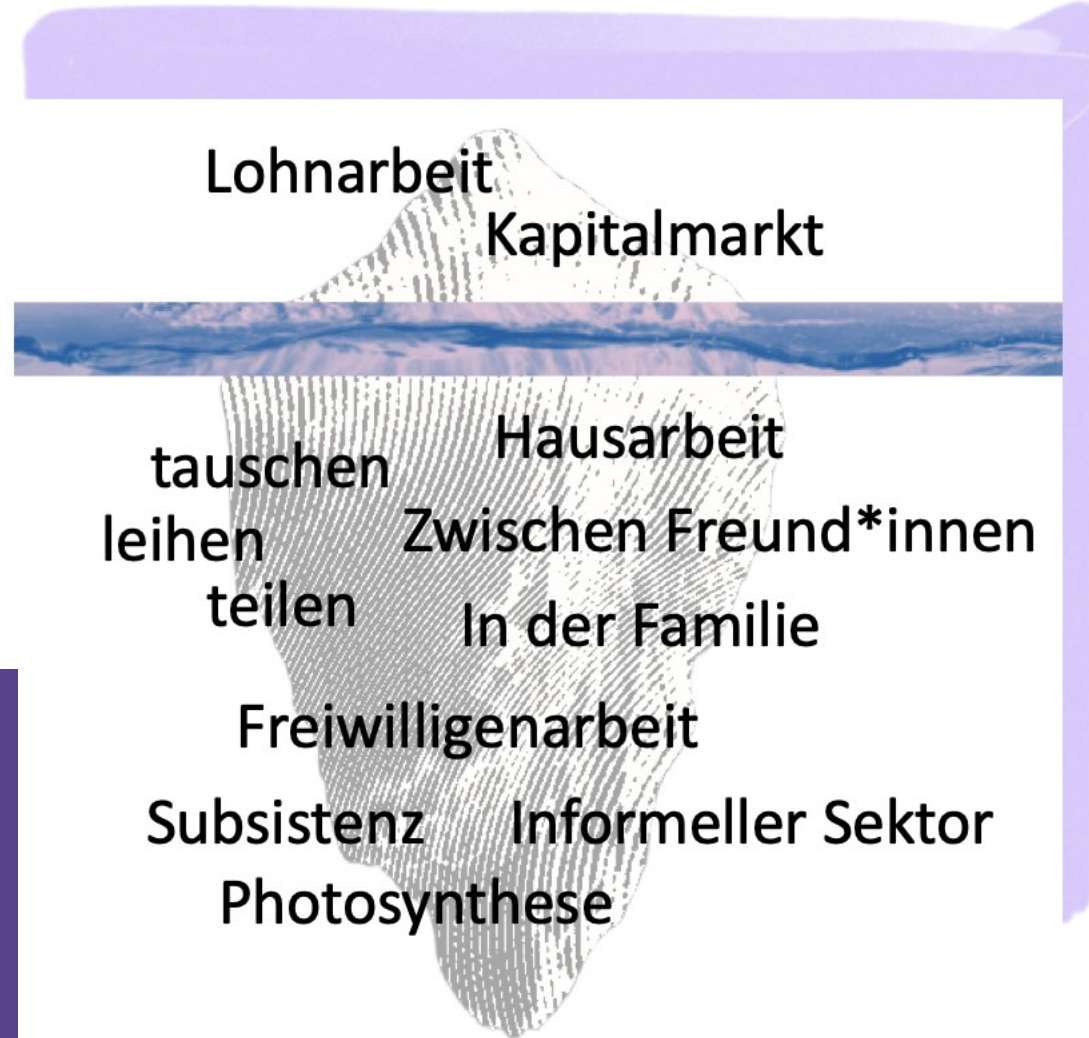 Lohnarbeit
Kapitalmarkt
Hausarbeit
tauschen
Zwischen Freund*innen
leihen
teilen
In der Familie
Freiwilligenarbeit
Subsistenz
Informeller Sektor
Photosynthese